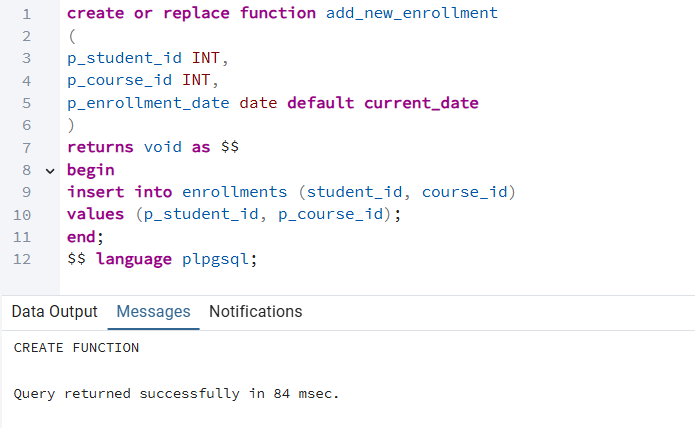 1 create or replace function add_new_enrollment
2 (
3 p_student_id INT,
4 p_course_id INT,
5 p_enrollment_date date default current_date
6 )
7 returns void as $$
8 begin
9 insert into enrollments (student_id, course_id)
10 values (p_student_id, p_course_id);
11 end;
12 $$ language plpgsql;
Data Output Messages Notifications
CREATE FUNCTION
Query returned successfully in 84 msec.